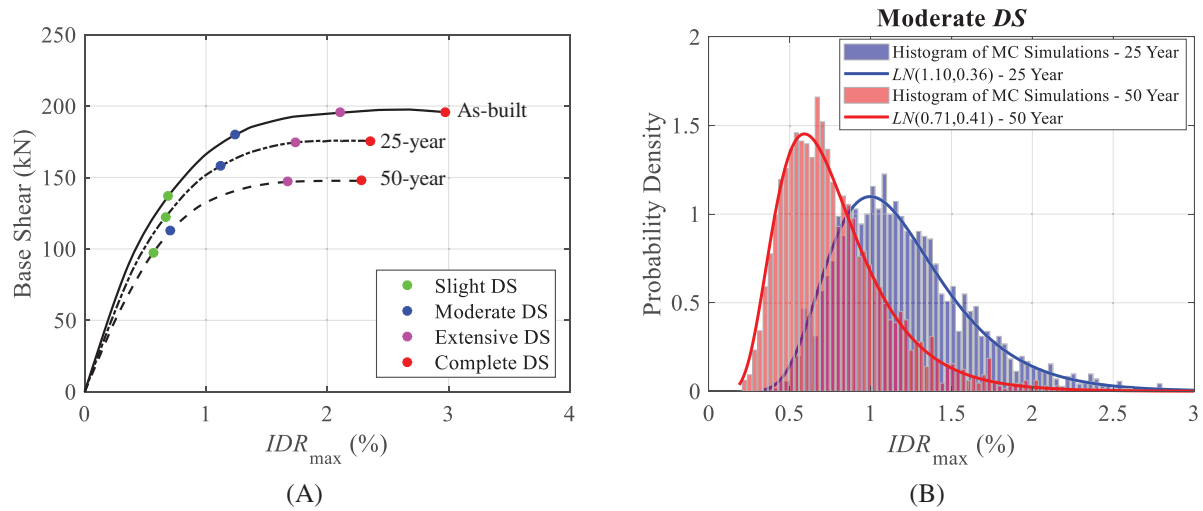 250
200
150
100
50
0
0
1
2
3
4
Base Shear (kN)
IDRmax (%)
As-built
25-year
50-year
Slight DS
Moderate DS
Extensive DS
Complete DS
(A)
Moderate DS
2
1.5
1
0.5
0
0
0.5
1
1.5
2
2.5
3
Probability Density
IDRmax (%)
Histogram of MC Simulations - 25 Year
LN(1.10,0.36) - 25 Year
Histogram of MC Simulations - 50 Year
LN(0.71,0.41) - 50 Year
(B)